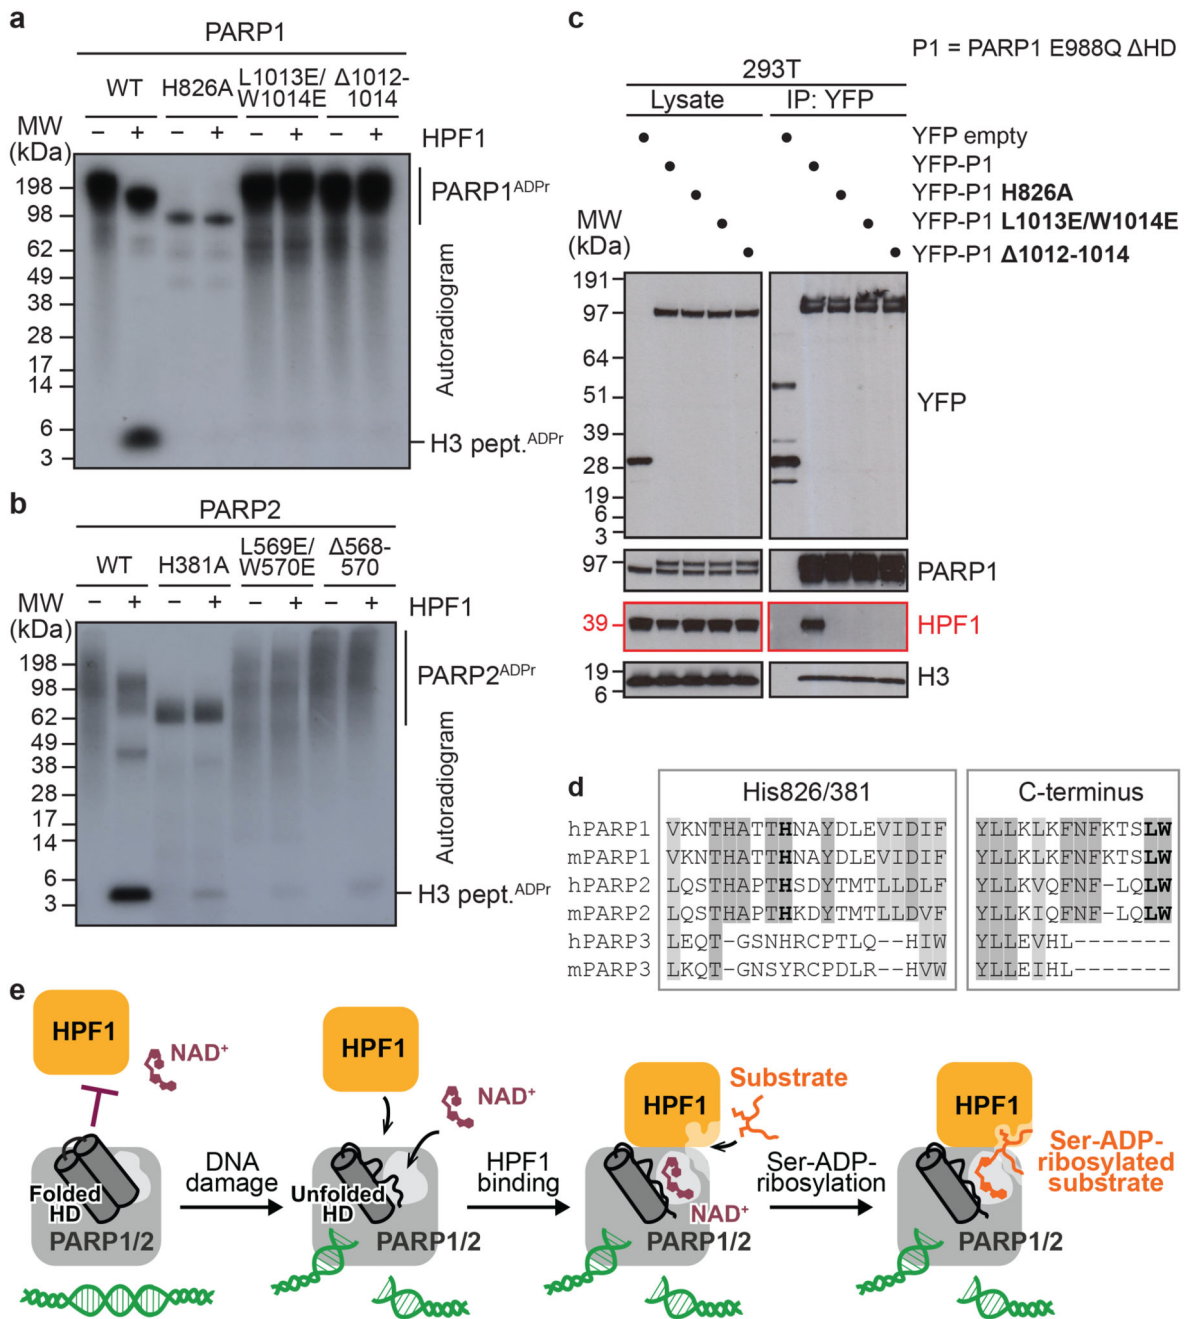 a
PARP1
WT H826A L1013E/W1014E Δ1012-1014
MW (kDa)
– + – + – + – + HPF1
198
98
62
49
38
28
17
14
6
3
PARP1ADPr
Autoradiogram
H3 pept.ADPr
b
PARP2
WT H381A L569E/W570E Δ568-570
MW (kDa)
– + – + – + – + HPF1
198
98
62
49
38
28
17
14
6
3
PARP2ADPr
Autoradiogram
H3 pept.ADPr
c
P1 = PARP1 E988Q ΔHD
293T
Lysate IP: YFP
YFP empty
YFP-P1
YFP-P1 H826A
YFP-P1 L1013E/W1014E
YFP-P1 Δ1012-1014
MW (kDa)
191
97
64
51
39
28
19
6
3
YFP
97 PARP1
39 HPF1
19
6
H3
d
His826/381 C-terminus
hPARP1 VKNTHATTHNAYDLEVIDIF YLLKLKFNFKTSLW
mPARP1 VKNTHATTHNAYDLEVIDIF YLLKLKFNFKTSLW
hPARP2 LQSTHAPTHSDYTMTLLDLF YLLKVQFNF-LQLW
mPARP2 LQSTHAPTHKDYTMTLLDVF YLLKIQFNF-LQLW
hPARP3 LEQT-GSNHRCPTLQ--HIW YLLEVHL-------
mPARP3 LKQT-GNSYRCPDLR--HVW YLLEIHL-------
e
HPF1
NAD+
Folded HD
PARP1/2
DNA damage
HPF1
NAD+
Unfolded HD
PARP1/2
HPF1 binding
HPF1
Substrate
NAD+
PARP1/2
Ser-ADP-ribosylation
HPF1
Ser-ADP-ribosylated substrate
PARP1/2